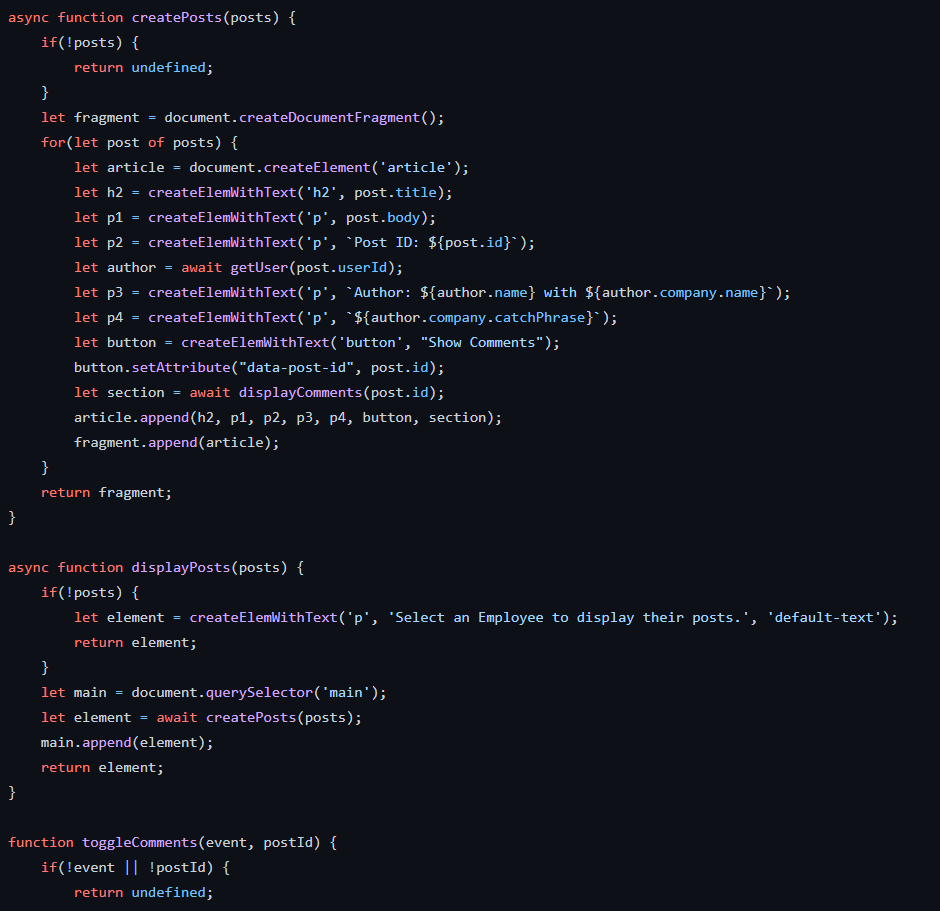 async function createPosts(posts) {
    if(!posts) {
        return undefined;
    }
    let fragment = document.createDocumentFragment();
    for(let post of posts) {
        let article = document.createElement('article');
        let h2 = createElemWithText('h2', post.title);
        let p1 = createElemWithText('p', post.body);
        let p2 = createElemWithText('p', `Post ID: ${post.id}`);
        let author = await getUser(post.userId);
        let p3 = createElemWithText('p', `Author: ${author.name} with ${author.company.name}`);
        let p4 = createElemWithText('p', `${author.company.catchPhrase}`);
        let button = createElemWithText('button', "Show Comments");
        button.setAttribute("data-post-id", post.id);
        let section = await displayComments(post.id);
        article.append(h2, p1, p2, p3, p4, button, section);
        fragment.append(article);
    }
    return fragment;
}

async function displayPosts(posts) {
    if(!posts) {
        let element = createElemWithText('p', 'Select an Employee to display their posts.', 'default-text');
        return element;
    }
    let main = document.querySelector('main');
    let element = await createPosts(posts);
    main.append(element);
    return element;
}

function toggleComments(event, postId) {
    if(!event || !postId) {
        return undefined;